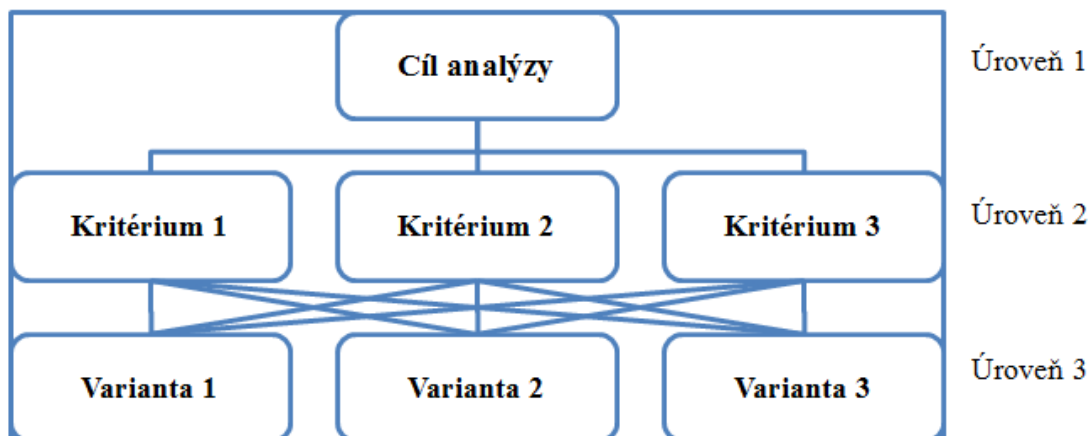 Cíl analýzy
Úroveň 1
Kritérium 1
Kritérium 2
Kritérium 3
Úroveň 2
Varianta 1
Varianta 2
Varianta 3
Úroveň 3